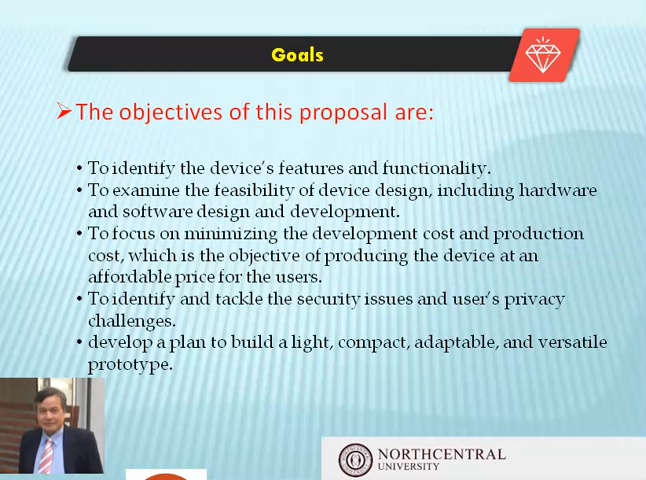 Goals
➢The objectives of this proposal are:
• To identify the device's features and functionality.
• To examine the feasibility of device design, including hardware
and software design and development.
• To focus on minimizing the development cost and production
cost, which is the objective of producing the device at an
affordable price for the users.
• To identify and tackle the security issues and user's privacy
challenges.
• develop a plan to build a light, compact, adaptable, and versatile
prototype.
NORTHCENTRAL
UNIVERSITY